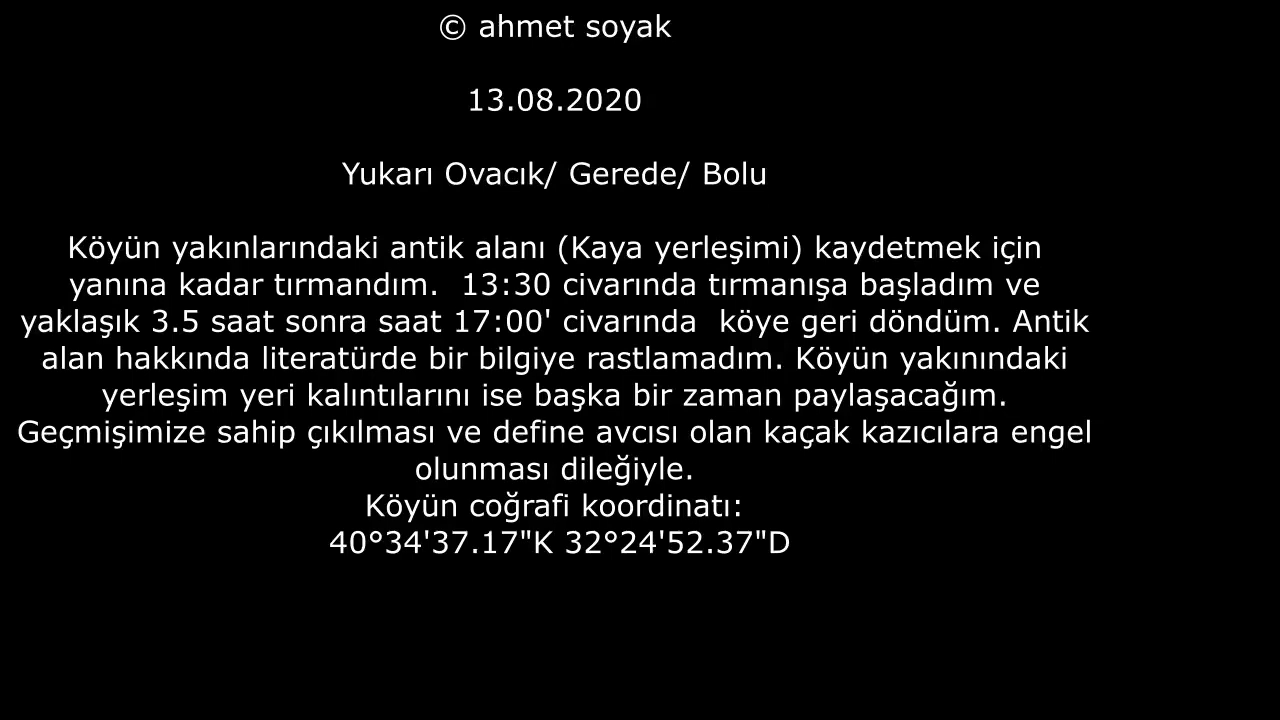 © ahmet soyak
13.08.2020
Yukarı Ovacık/ Gerede/ Bolu
Köyün yakınlarındaki antik alanı (Kaya yerleşimi) kaydetmek için
yanına kadar tırmandım.  13:30 civarında tırmanışa başladım ve
yaklaşık 3.5 saat sonra saat 17:00' civarında  köye geri döndüm. Antik
alan hakkında literatürde bir bilgiye rastlamadım. Köyün yakınındaki
yerleşim yeri kalıntılarını ise başka bir zaman paylaşacağım.
Geçmişimize sahip çıkılması ve define avcısı olan kaçak kazıcılara engel
olunması dileğiyle.
Köyün coğrafi koordinatı:
40°34'37.17"K 32°24'52.37"D